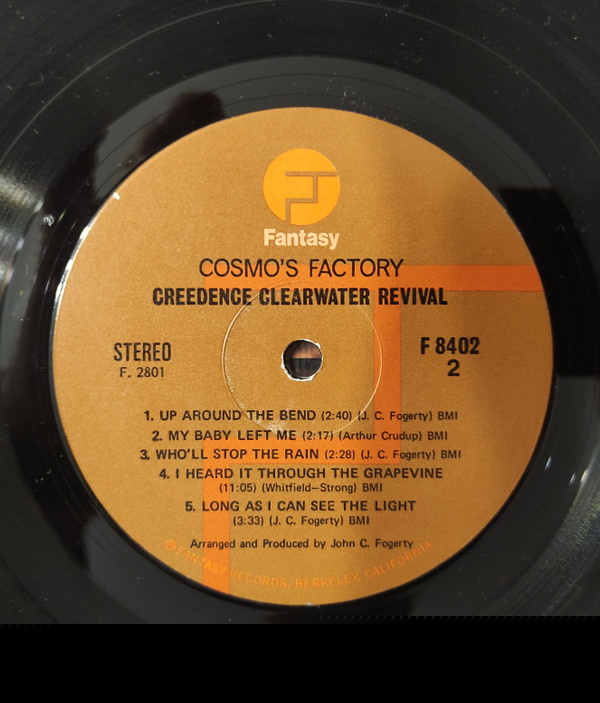 Fantasy
COSMO'S FACTORY
CREEDENCE CLEARWATER REVIVAL
STEREO
F. 2801
F 8402
2
1. UP AROUND THE BEND (2:40) (J. C. Fogerty) BMI
2. MY BABY LEFT ME (2:17) (Arthur Crudup) BMI
3. WHO'LL STOP THE RAIN (2:28) (J. C. Fogerty) BMI
4. I HEARD IT THROUGH THE GRAPEVINE
(11:05) (Whitfield–Strong) BMI
5. LONG AS I CAN SEE THE LIGHT
(3:33) (J. C. Fogerty) BMI
Arranged and Produced by John C. Fogerty
℗ FANTASY RECORDS, BERKELEY, CALIFORNIA